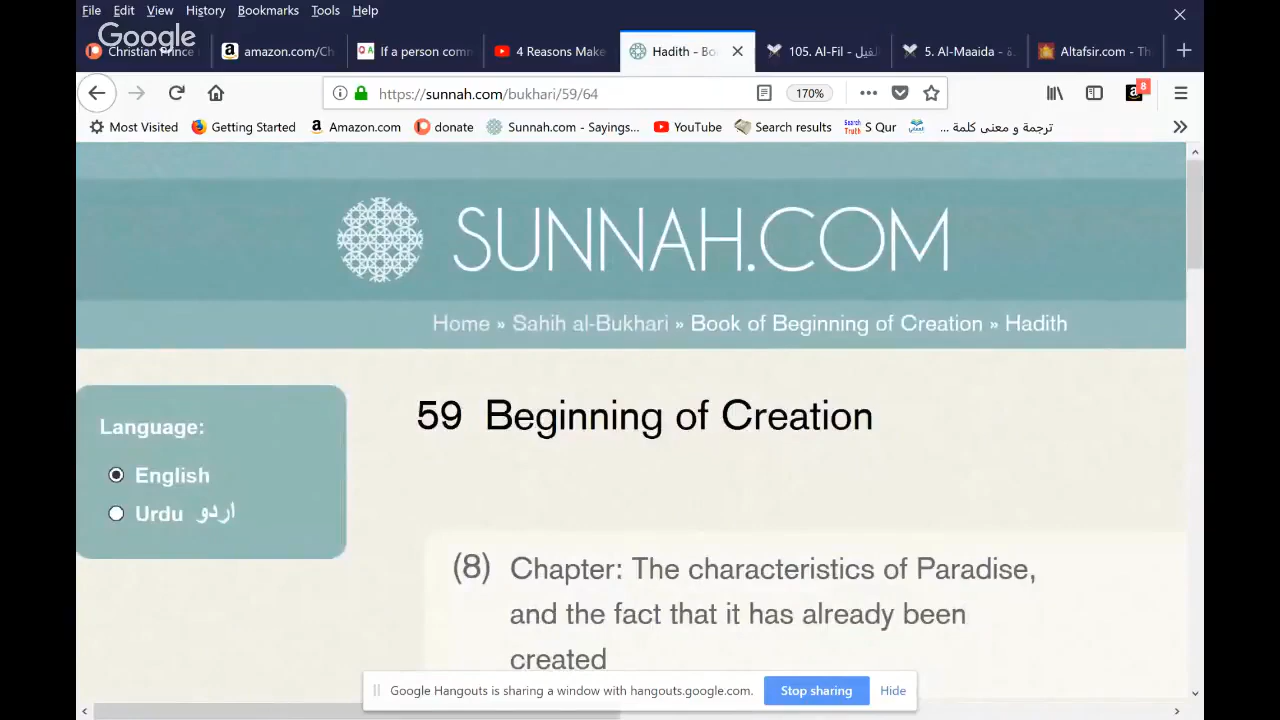 File Edit View History Bookmarks Tools Help
Google
Christian Prince
amazon.com/Ch
Q A If a person com
4 Reasons Make
Hadith - Bo
105. Al-Fil - الفيل
5. Al-Maaida - ة
Altafsir.com - Th
https://sunnah.com/bukhari/59/64
170%
8
Most Visited Getting Started Amazon.com donate Sunnah.com - Sayings... YouTube Search results Search Truth S Qur ترجمة و معنى كلمة ...
SUNNAH.COM
Home » Sahih al-Bukhari » Book of Beginning of Creation » Hadith
59 Beginning of Creation
Language:
English
Urdu اردو
(8) Chapter: The characteristics of Paradise,
and the fact that it has already been
created
Google Hangouts is sharing a window with hangouts.google.com. Stop sharing Hide